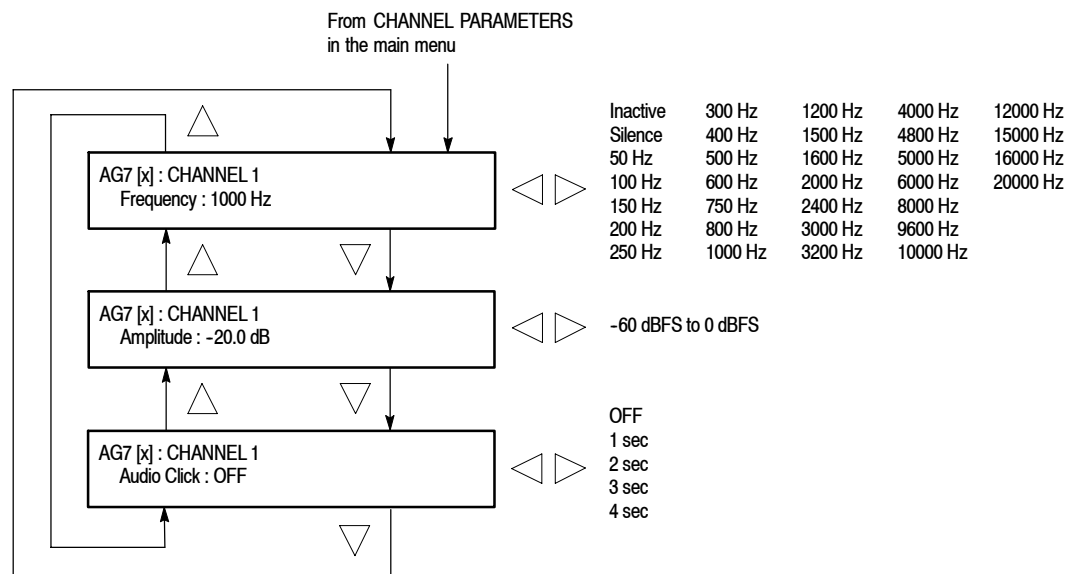 From CHANNEL PARAMETERS
in the main menu
AG7 [x] : CHANNEL 1
Frequency : 1000 Hz
Inactive 300 Hz 1200 Hz 4000 Hz 12000 Hz
Silence 400 Hz 1500 Hz 4800 Hz 15000 Hz
50 Hz 500 Hz 1600 Hz 5000 Hz 16000 Hz
100 Hz 600 Hz 2000 Hz 6000 Hz 20000 Hz
150 Hz 750 Hz 2400 Hz 8000 Hz
200 Hz 800 Hz 3000 Hz 9600 Hz
250 Hz 1000 Hz 3200 Hz 10000 Hz
AG7 [x] : CHANNEL 1
Amplitude : -20.0 dB
-60 dBFS to 0 dBFS
AG7 [x] : CHANNEL 1
Audio Click : OFF
OFF
1 sec
2 sec
3 sec
4 sec